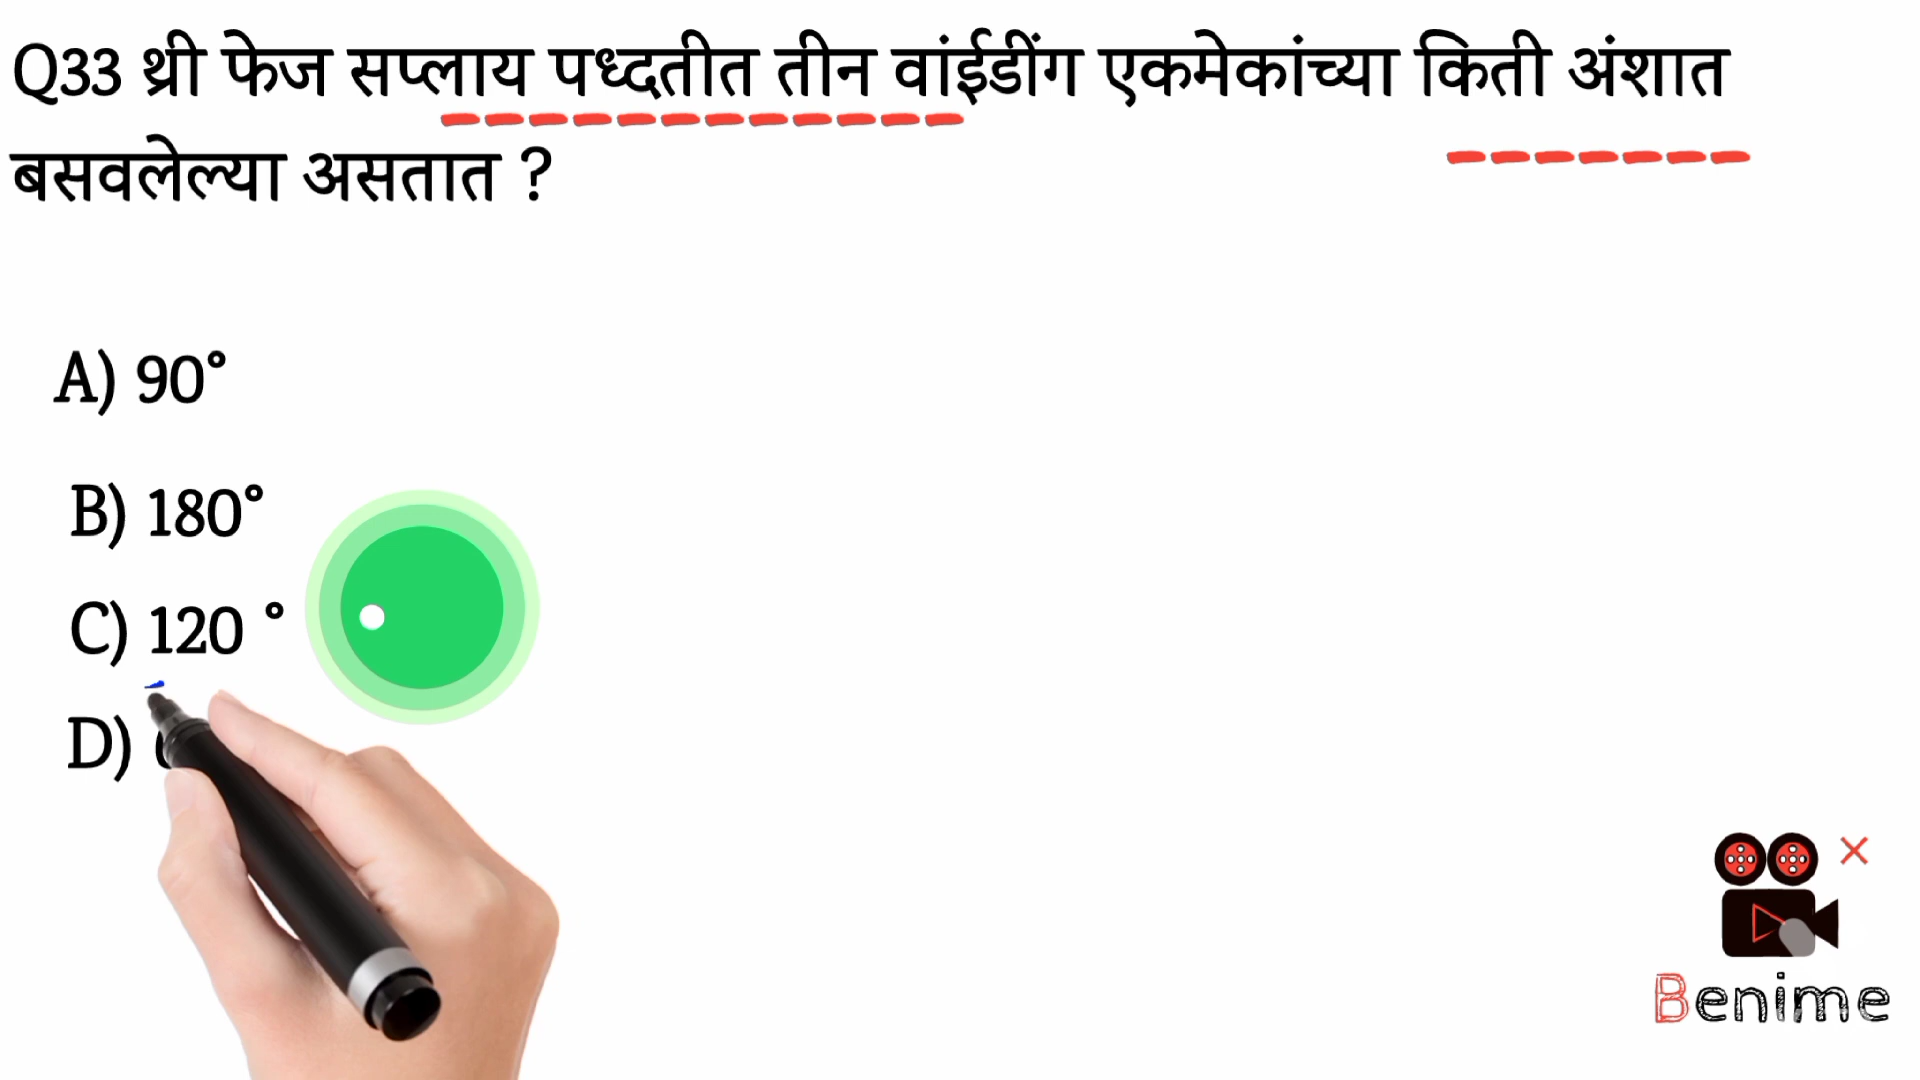 Q33 थ्री फेज सप्लाय पध्दतीत तीन वांईडींग एकमेकांच्या किती अंशात
बसवलेल्या असतात ?
A) 90°
B) 180°
C) 120 °
D)
Benime